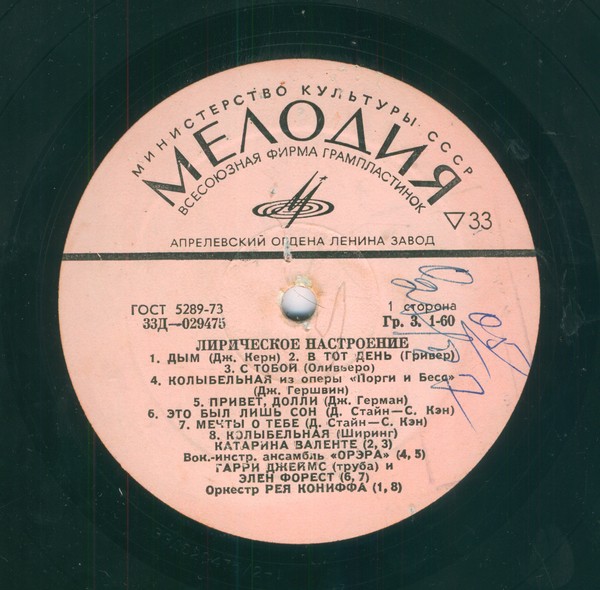 МИНИСТЕРСТВО КУЛЬТУРЫ СССР
МЕЛОДИЯ
ВСЕСОЮЗНАЯ ФИРМА ГРАМПЛАСТИНОК
▽33
АПРЕЛЕВСКИЙ ОРДЕНА ЛЕНИНА ЗАВОД
ГОСТ 5289-73
33Д—029475
1 сторона
Гр. 3. 1-60
ЛИРИЧЕСКОЕ НАСТРОЕНИЕ
1. ДЫМ (Дж. Керн) 2. В ТОТ ДЕНЬ (Гривер)
3. С ТОБОЙ (Оливьеро)
4. КОЛЫБЕЛЬНАЯ из оперы «Порги и Бесс»
(Дж. Гершвин)
5. ПРИВЕТ, ДОЛЛИ (Дж. Герман)
6. ЭТО БЫЛ ЛИШЬ СОН (Д. Стайн—С. Кэн)
7. МЕЧТЫ О ТЕБЕ (Д. Стайн—С. Кэн)
8. КОЛЫБЕЛЬНАЯ (Ширинг)
КАТАРИНА ВАЛЕНТЕ (2, 3)
Вок.-инстр. ансамбль «ОРЭРА» (4, 5)
ГАРРИ ДЖЕЙМС (труба) и
ЭЛЕН ФОРЕСТ (6, 7)
Оркестр РЕЯ КОНИФФА (1, 8)